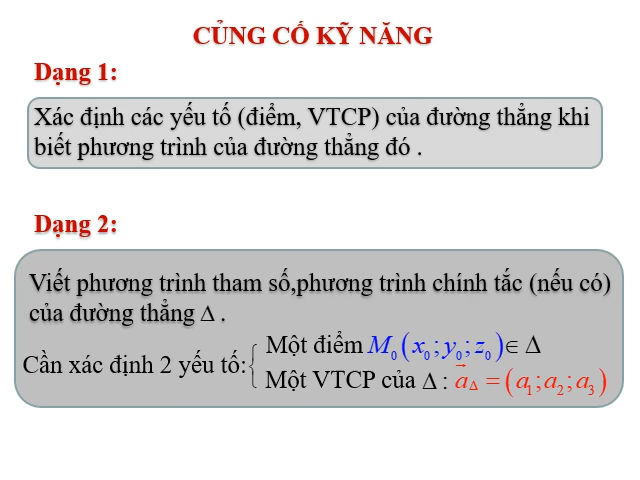 CỦNG CỐ KỸ NĂNG
Dạng 1:
Xác định các yếu tố (điểm, VTCP) của đường thẳng khi
biết phương trình của đường thẳng đó .
Dạng 2:
Viết phương trình tham số,phương trình chính tắc (nếu có)
của đường thẳng Δ .
Cần xác định 2 yếu tố:
Một điểm M₀(x₀;y₀;z₀)∈ Δ
Một VTCP của Δ : a⃗_Δ = (a₁;a₂;a₃)